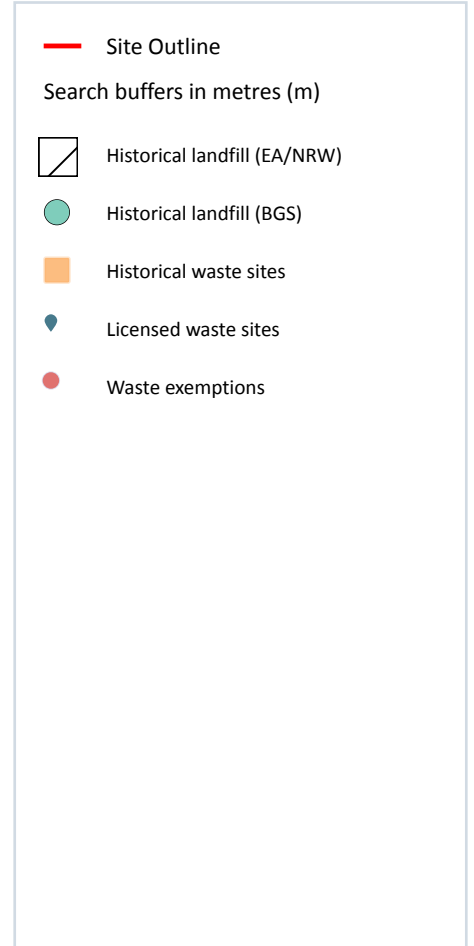 Site Outline
Search buffers in metres (m)
Historical landfill (EA/NRW)
Historical landfill (BGS)
Historical waste sites
Licensed waste sites
Waste exemptions